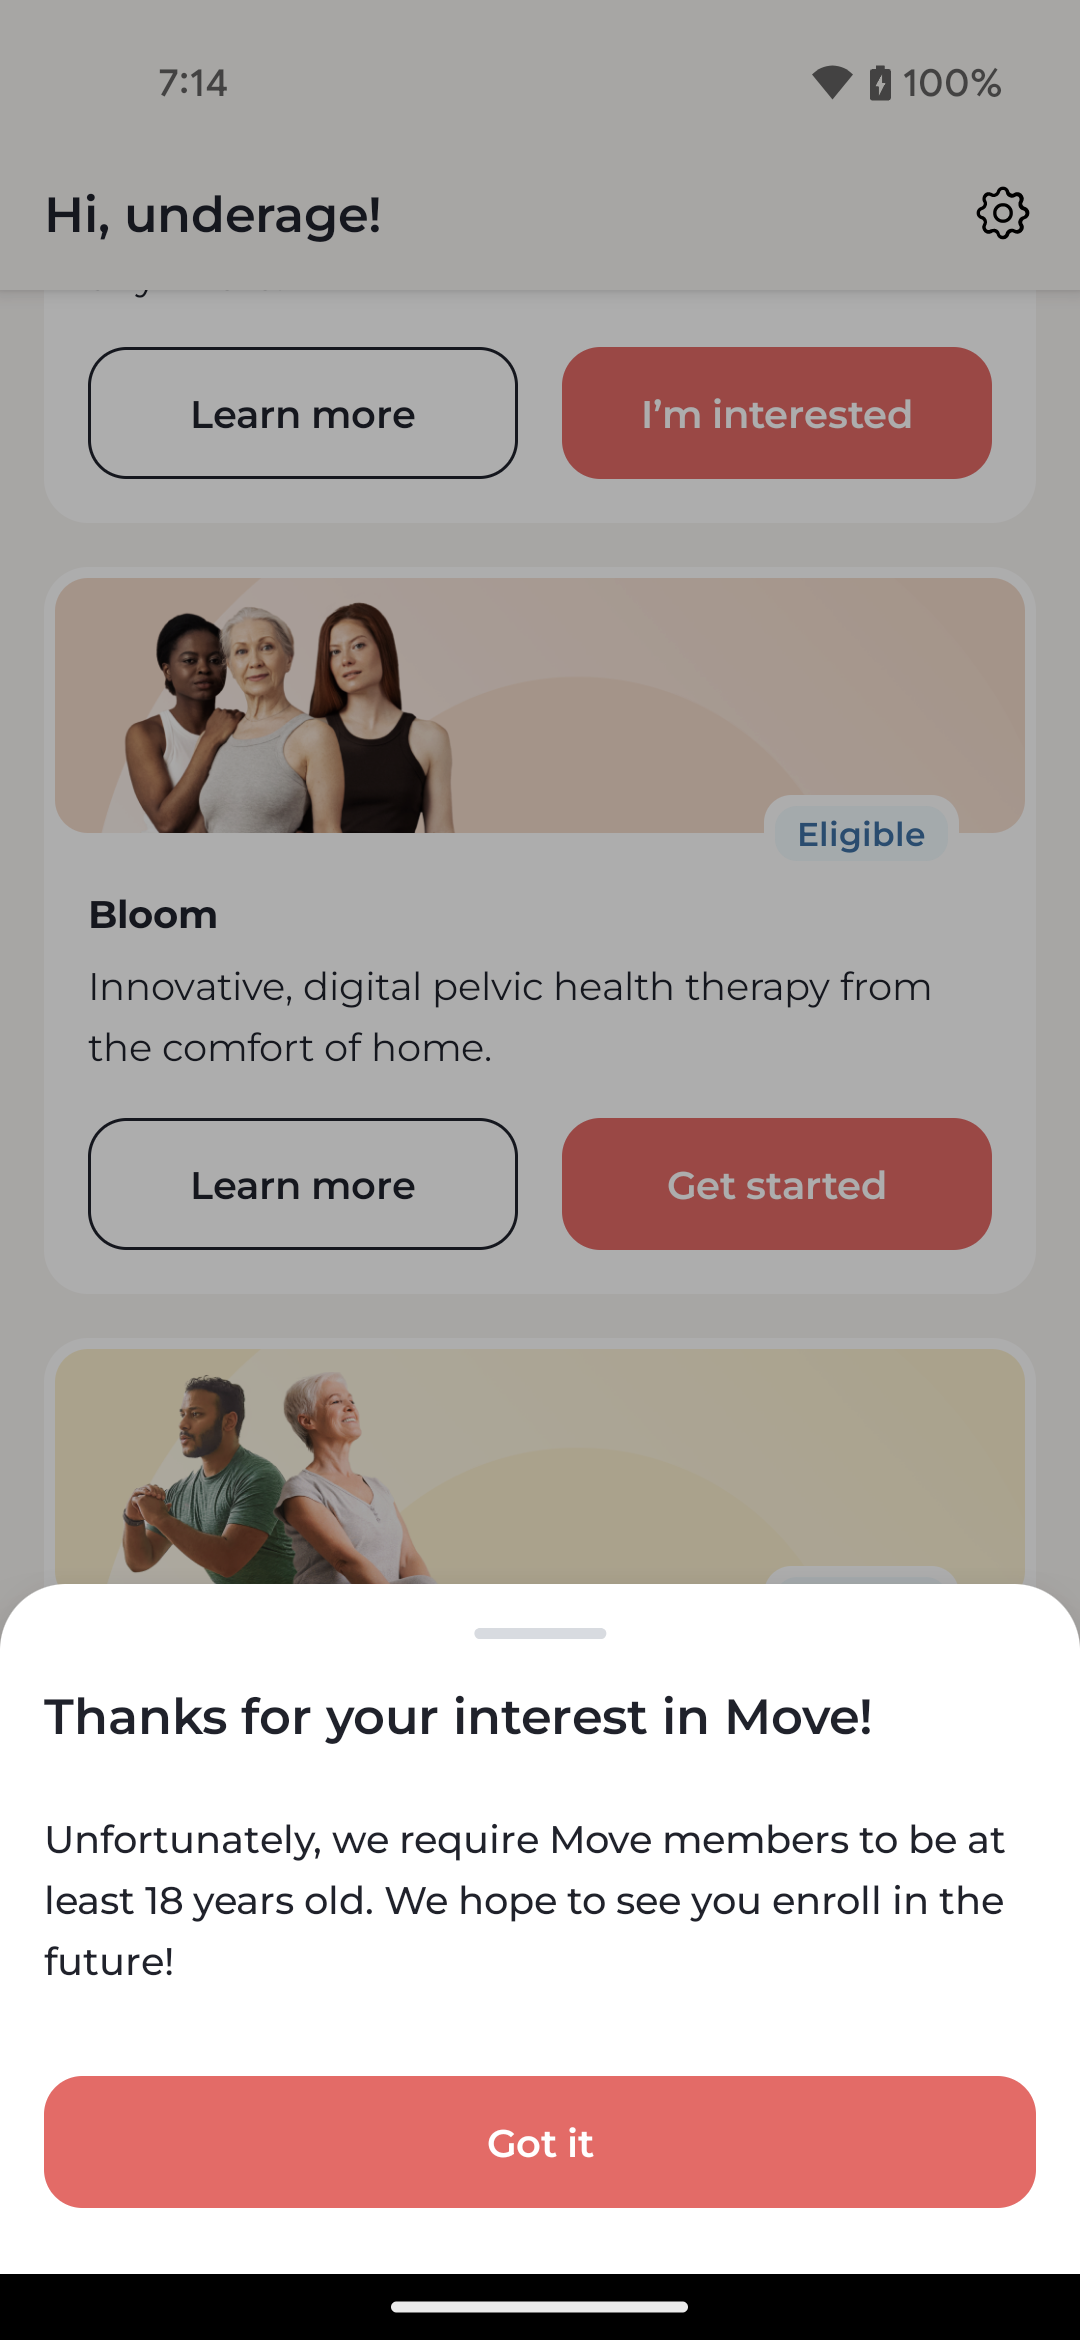 7:14
100%
Hi, underage!
Learn more
I'm interested
Eligible
Bloom
Innovative, digital pelvic health therapy from
the comfort of home.
Learn more
Get started
Thanks for your interest in Move!
Unfortunately, we require Move members to be at
least 18 years old. We hope to see you enroll in the
future!
Got it